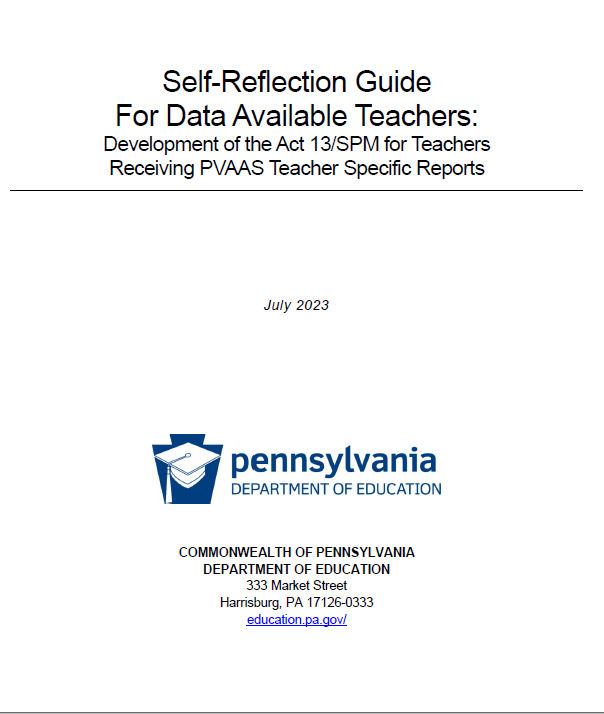 Self-Reflection Guide
For Data Available Teachers:
Development of the Act 13/SPM for Teachers
Receiving PVAAS Teacher Specific Reports
July 2023
pennsylvania
DEPARTMENT OF EDUCATION
COMMONWEALTH OF PENNSYLVANIA
DEPARTMENT OF EDUCATION
333 Market Street
Harrisburg, PA 17126-0333
education.pa.gov/